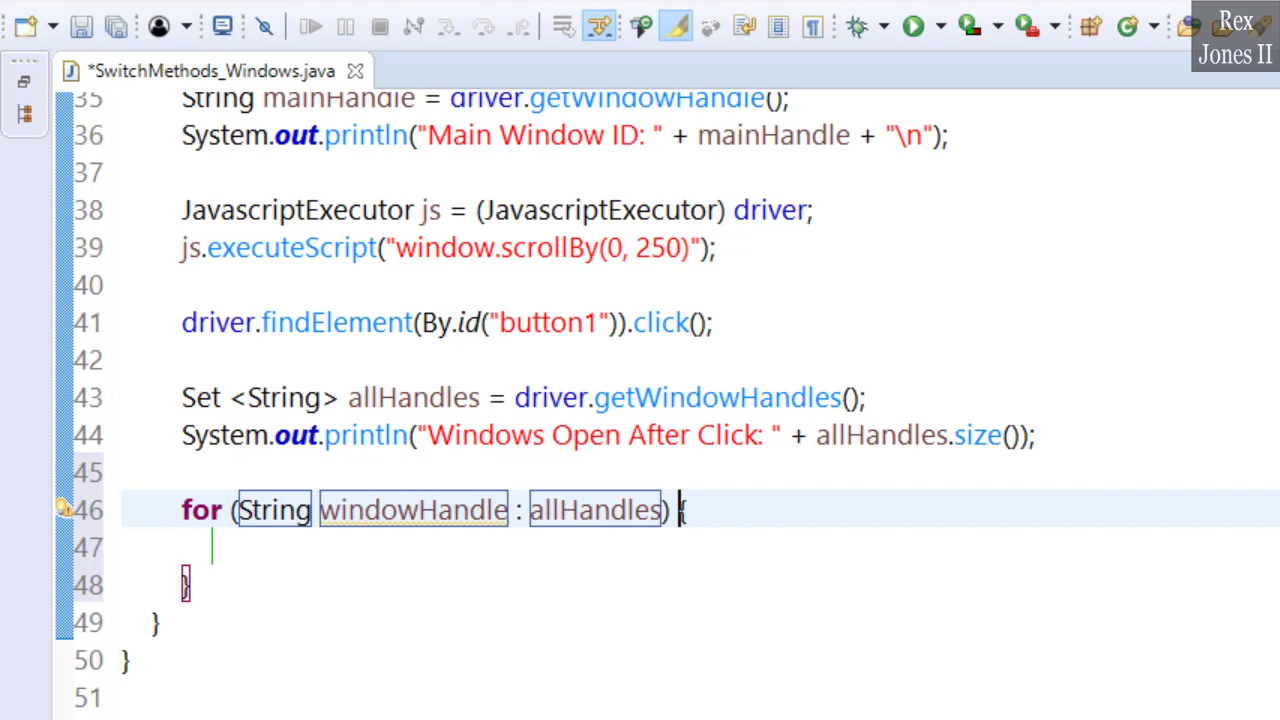 Rex
Jones II
*SwitchMethods_Windows.java
35 String mainHandle = driver.getWindowHandle();
36 System.out.println("Main Window ID: " + mainHandle + "\n");
37
38 JavascriptExecutor js = (JavascriptExecutor) driver;
39 js.executeScript("window.scrollBy(0, 250)");
40
41 driver.findElement(By.id("button1")).click();
42
43 Set <String> allHandles = driver.getWindowHandles();
44 System.out.println("Windows Open After Click: " + allHandles.size());
45
46 for (String windowHandle : allHandles) {
47
48 }
49 }
50 }
51